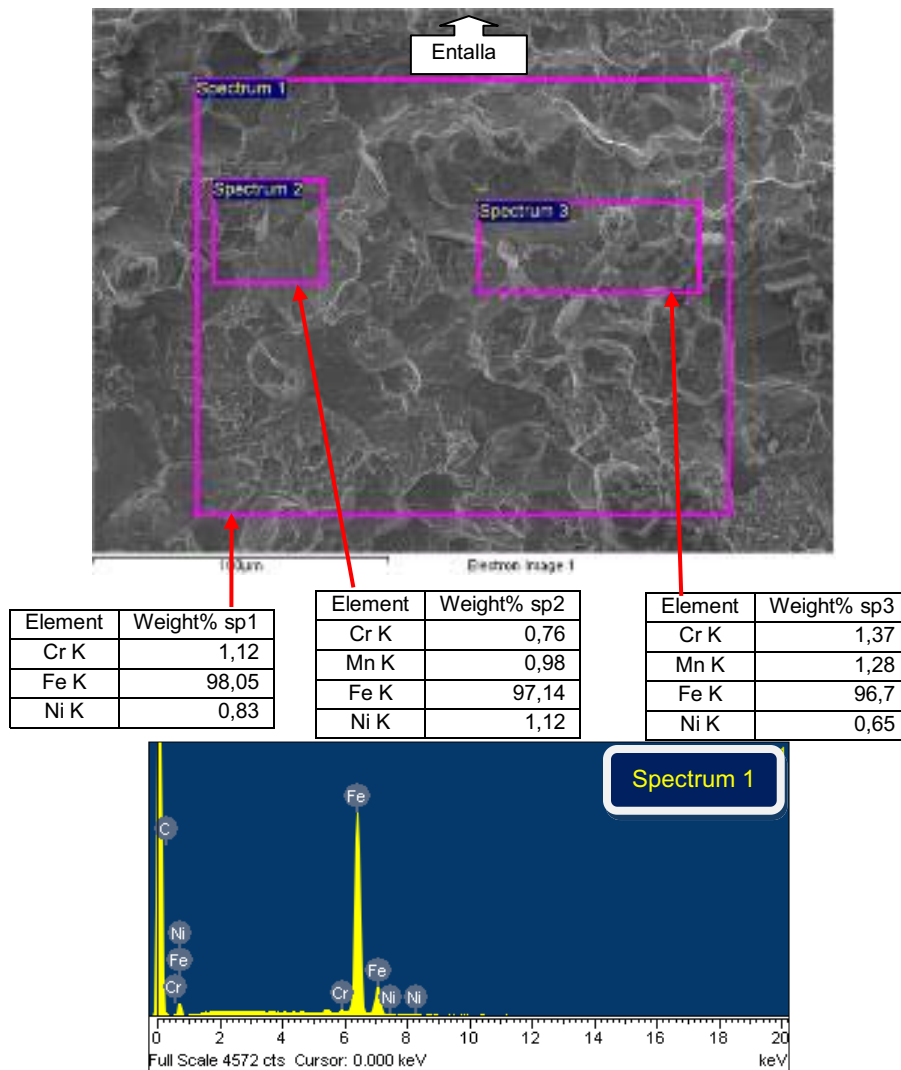 Entalla
Spectrum 1
Spectrum 2
Spectrum 3
100µm
Electron Image 1
Element Weight% sp1
Cr K 1,12
Fe K 98,05
Ni K 0,83
Element Weight% sp2
Cr K 0,76
Mn K 0,98
Fe K 97,14
Ni K 1,12
Element Weight% sp3
Cr K 1,37
Mn K 1,28
Fe K 96,7
Ni K 0,65
Spectrum 1
Fe
C
Ni
Fe
Cr
Cr
Fe
Ni
Ni
0 2 4 6 8 10 12 14 16 18 20
Full Scale 4572 cts Cursor: 0.000 keV keV